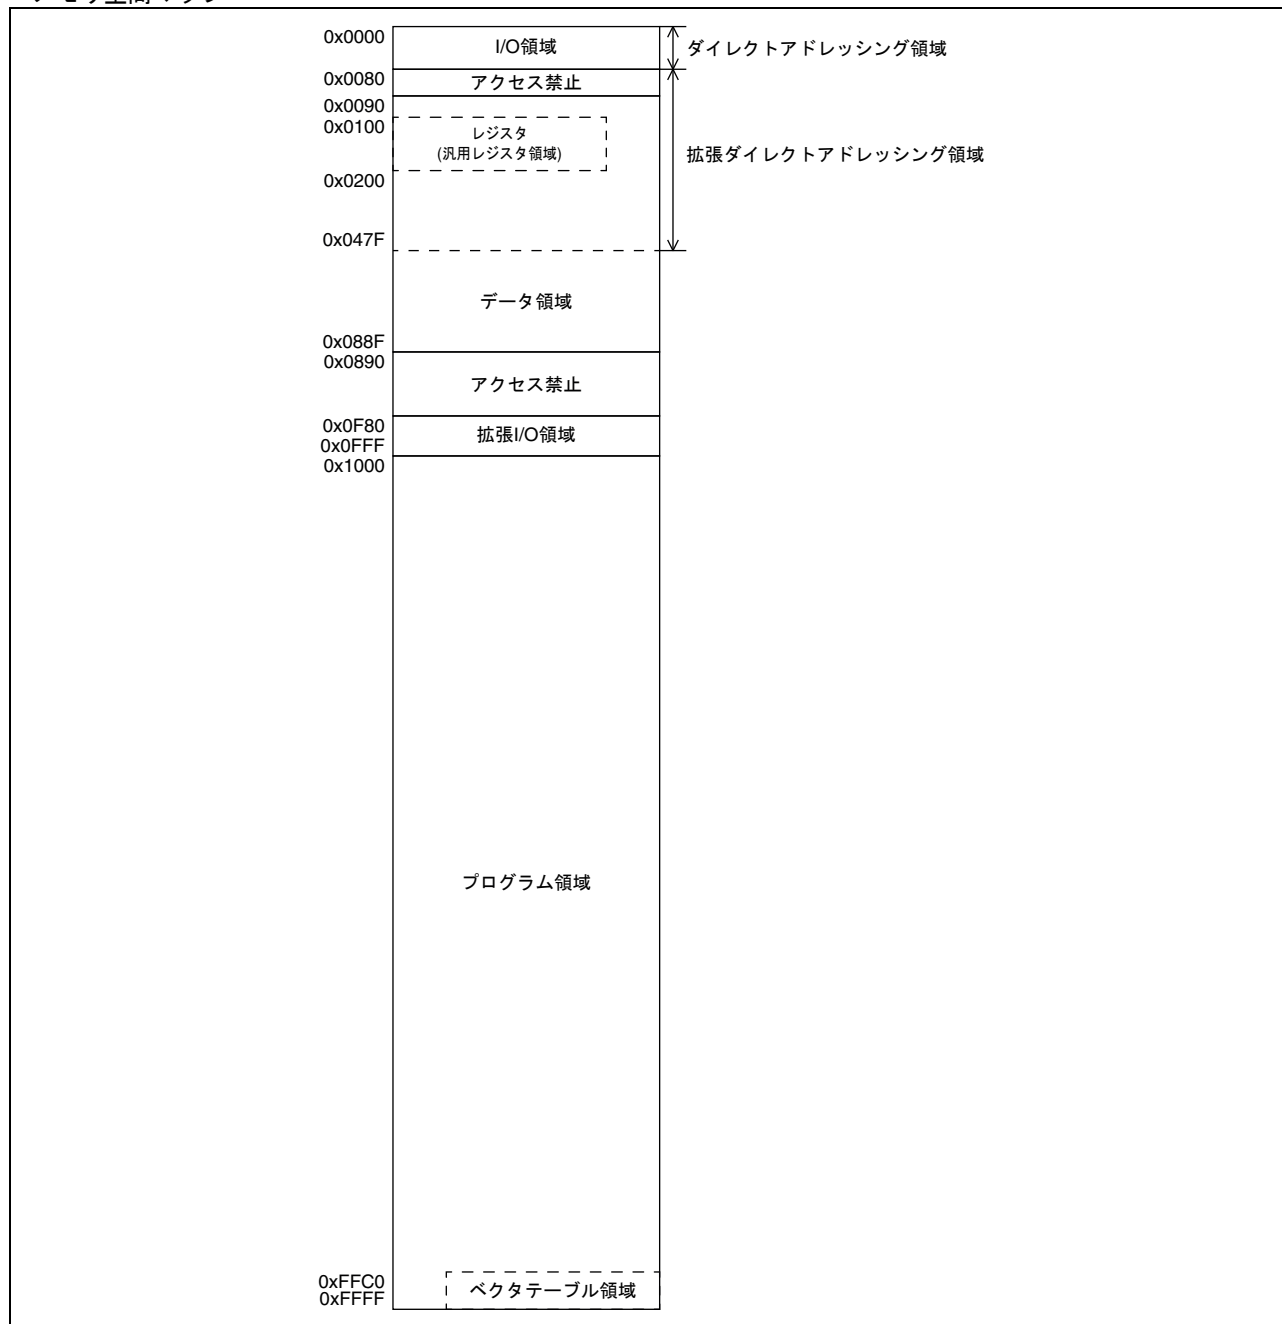 0x0000
I/O領域
ダイレクトアドレッシング領域
0x0080
アクセス禁止
0x0090
0x0100
レジスタ
(汎用レジスタ領域)
拡張ダイレクトアドレッシング領域
0x0200
0x047F
データ領域
0x088F
0x0890
アクセス禁止
0x0F80
拡張I/O領域
0x0FFF
0x1000
プログラム領域
0xFFC0
ベクタテーブル領域
0xFFFF